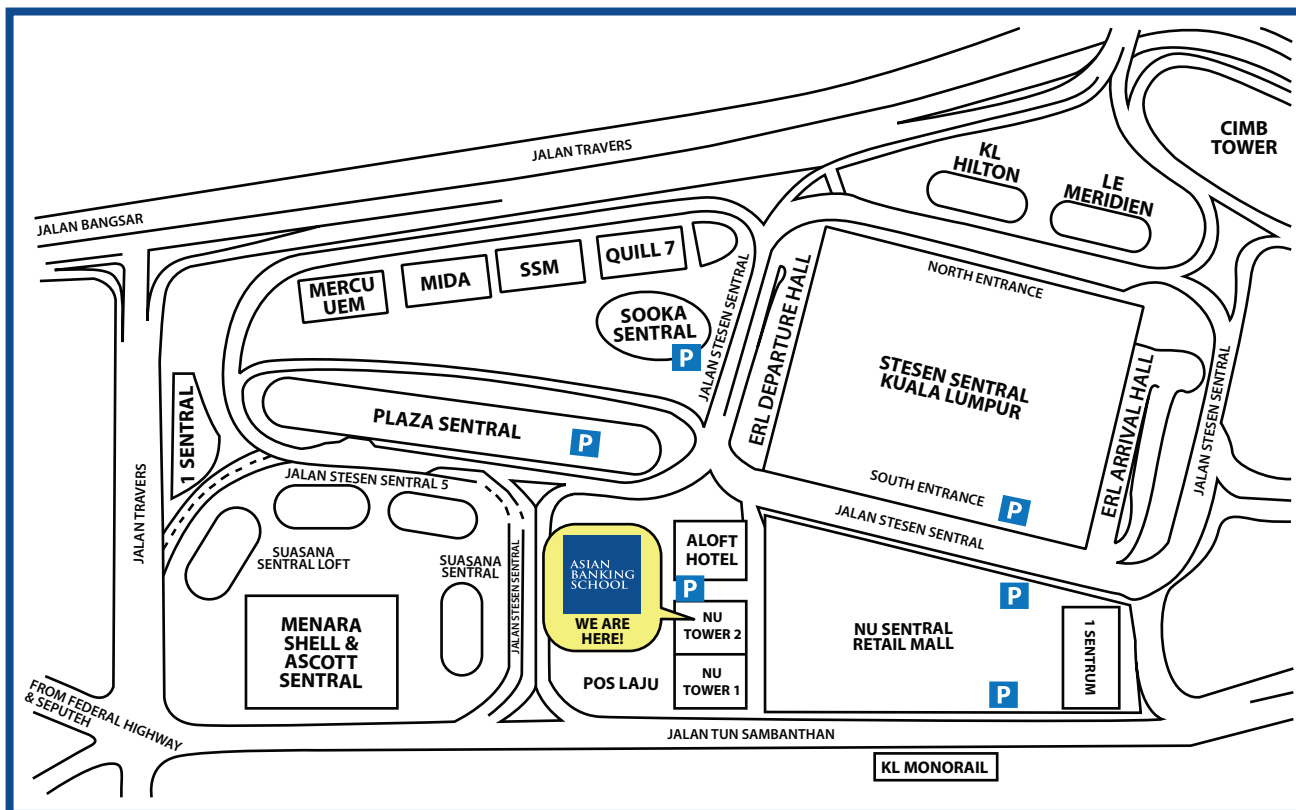 CIMB
TOWER
KL
HILTON
LE
MERIDIEN
JALAN TRAVERS
JALAN BANGSAR
QUILL 7
SSM
MIDA
MERCU
UEM
SOOKA
SENTRAL
P
JALAN STESEN SENTRAL
ERL DEPARTURE HALL
NORTH ENTRANCE
STESEN SENTRAL
KUALA LUMPUR
ERL ARRIVAL HALL
JALAN STESEN SENTRAL
1 SENTRAL
PLAZA SENTRAL
P
JALAN TRAVERS
JALAN STESEN SENTRAL 5
SOUTH ENTRANCE
P
JALAN STESEN SENTRAL
SUASANA
SENTRAL LOFT
SUASANA
SENTRAL
JALAN STESEN SENTRAL
ASIAN
BANKING
SCHOOL
WE ARE
HERE!
ALOFT
HOTEL
P
NU
TOWER 2
NU
TOWER 1
POS LAJU
P
NU SENTRAL
RETAIL MALL
1 SENTRUM
P
MENARA
SHELL &
ASCOTT
SENTRAL
FROM FEDERAL HIGHWAY
& SEPUTEH
JALAN TUN SAMBANTHAN
KL MONORAIL